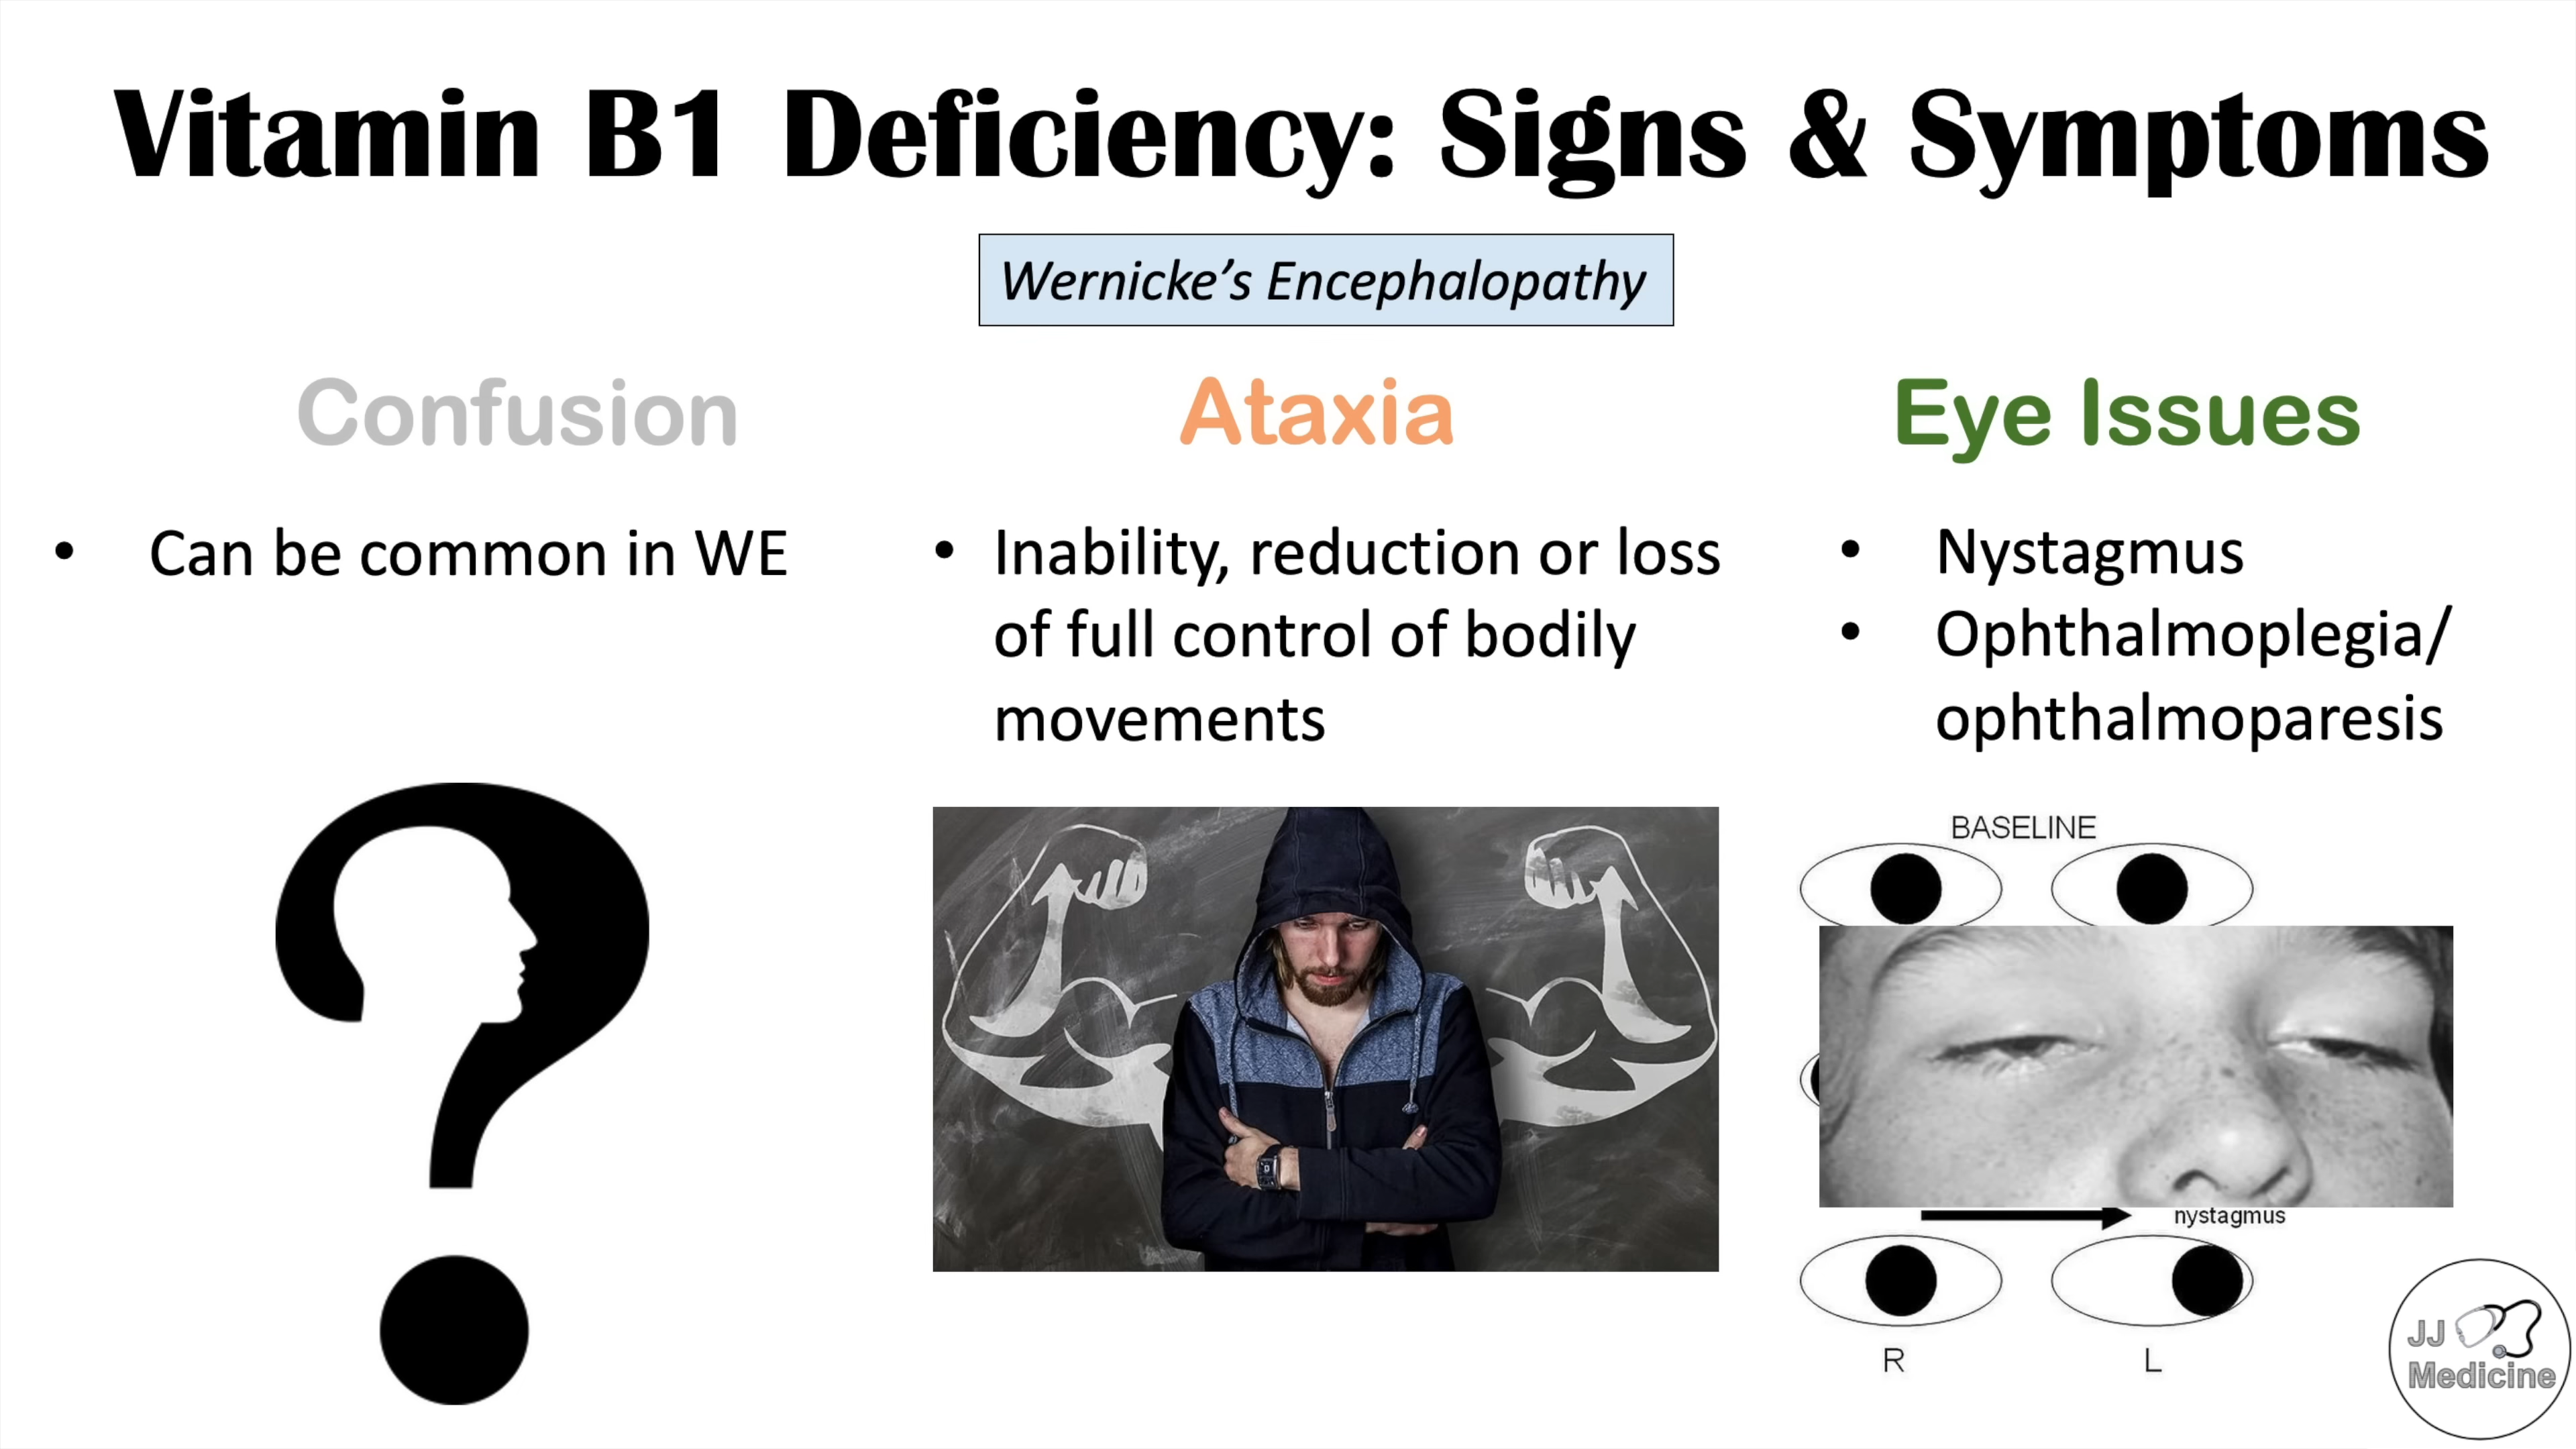 Vitamin B1 Deficiency: Signs & Symptoms
Wernicke’s Encephalopathy
Confusion
• Can be common in WE
Ataxia
• Inability, reduction or loss
of full control of bodily
movements
Eye Issues
• Nystagmus
• Ophthalmoplegia/
ophthalmoparesis
BASELINE
nystagmus
R L
JJ
Medicine